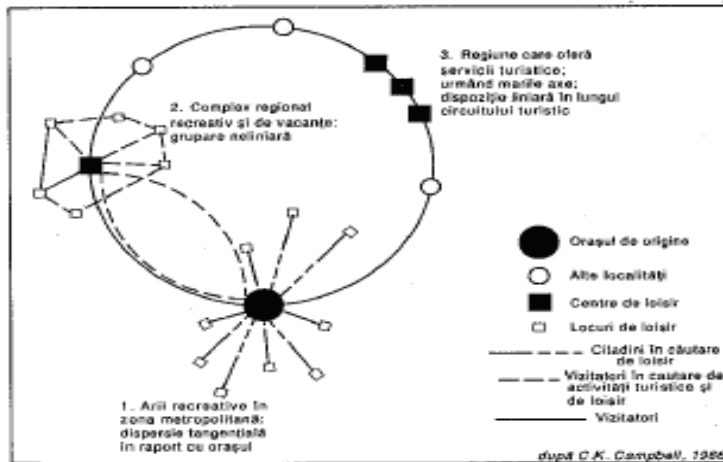 3. Regiune care oferă
servicii turistice;
urmând marile axe;
dispoziție liniară în lungul
circuitului turistic
2. Complex regional
recreativ și de vacanțe:
grupare neliniară
Orașul de origine
Alte localități
Centre de loisir
Locuri de loisir
Citadini în căutare
de loisir
Vizitatori în cautare de
activități turistice și
de loisir
Vizitatori
1. Arii recreative în
zona metropolitană:
dispersie tangențială
în raport cu orașul
după C.K. Campbell,